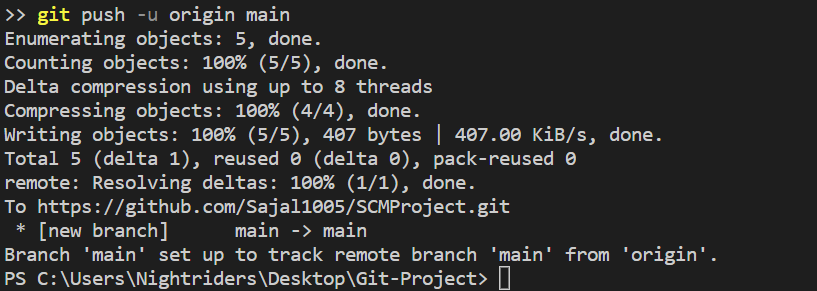 >> git push -u origin main
Enumerating objects: 5, done.
Counting objects: 100% (5/5), done.
Delta compression using up to 8 threads
Compressing objects: 100% (4/4), done.
Writing objects: 100% (5/5), 407 bytes | 407.00 KiB/s, done.
Total 5 (delta 1), reused 0 (delta 0), pack-reused 0
remote: Resolving deltas: 100% (1/1), done.
To https://github.com/Sajal1005/SCMProject.git
 * [new branch]      main -> main
Branch 'main' set up to track remote branch 'main' from 'origin'.
PS C:\Users\Nightriders\Desktop\Git-Project>